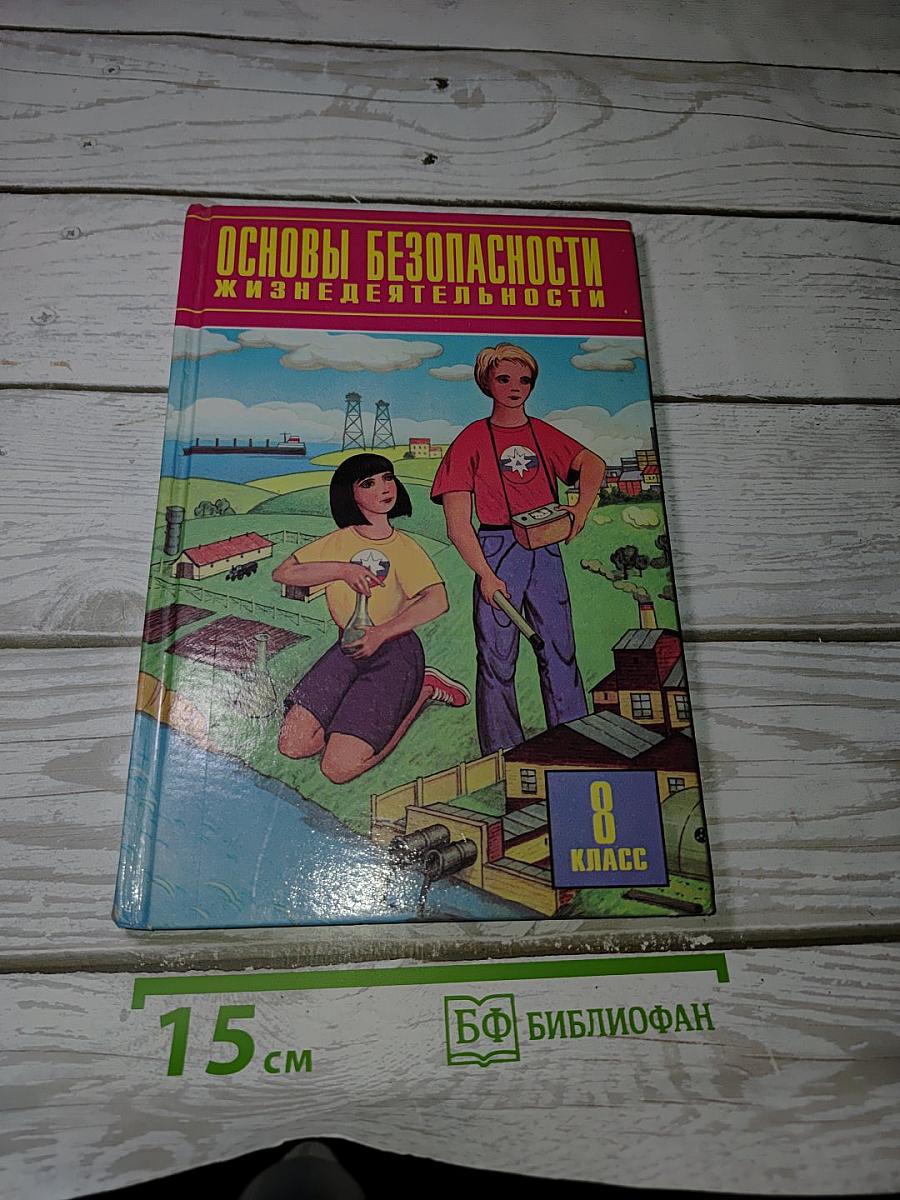 ОСНОВЫ БЕЗОПАСНОСТИ
ЖИЗНЕДЕЯТЕЛЬНОСТИ
8
КЛАСС
15 см
БФ БИБЛИОФАН